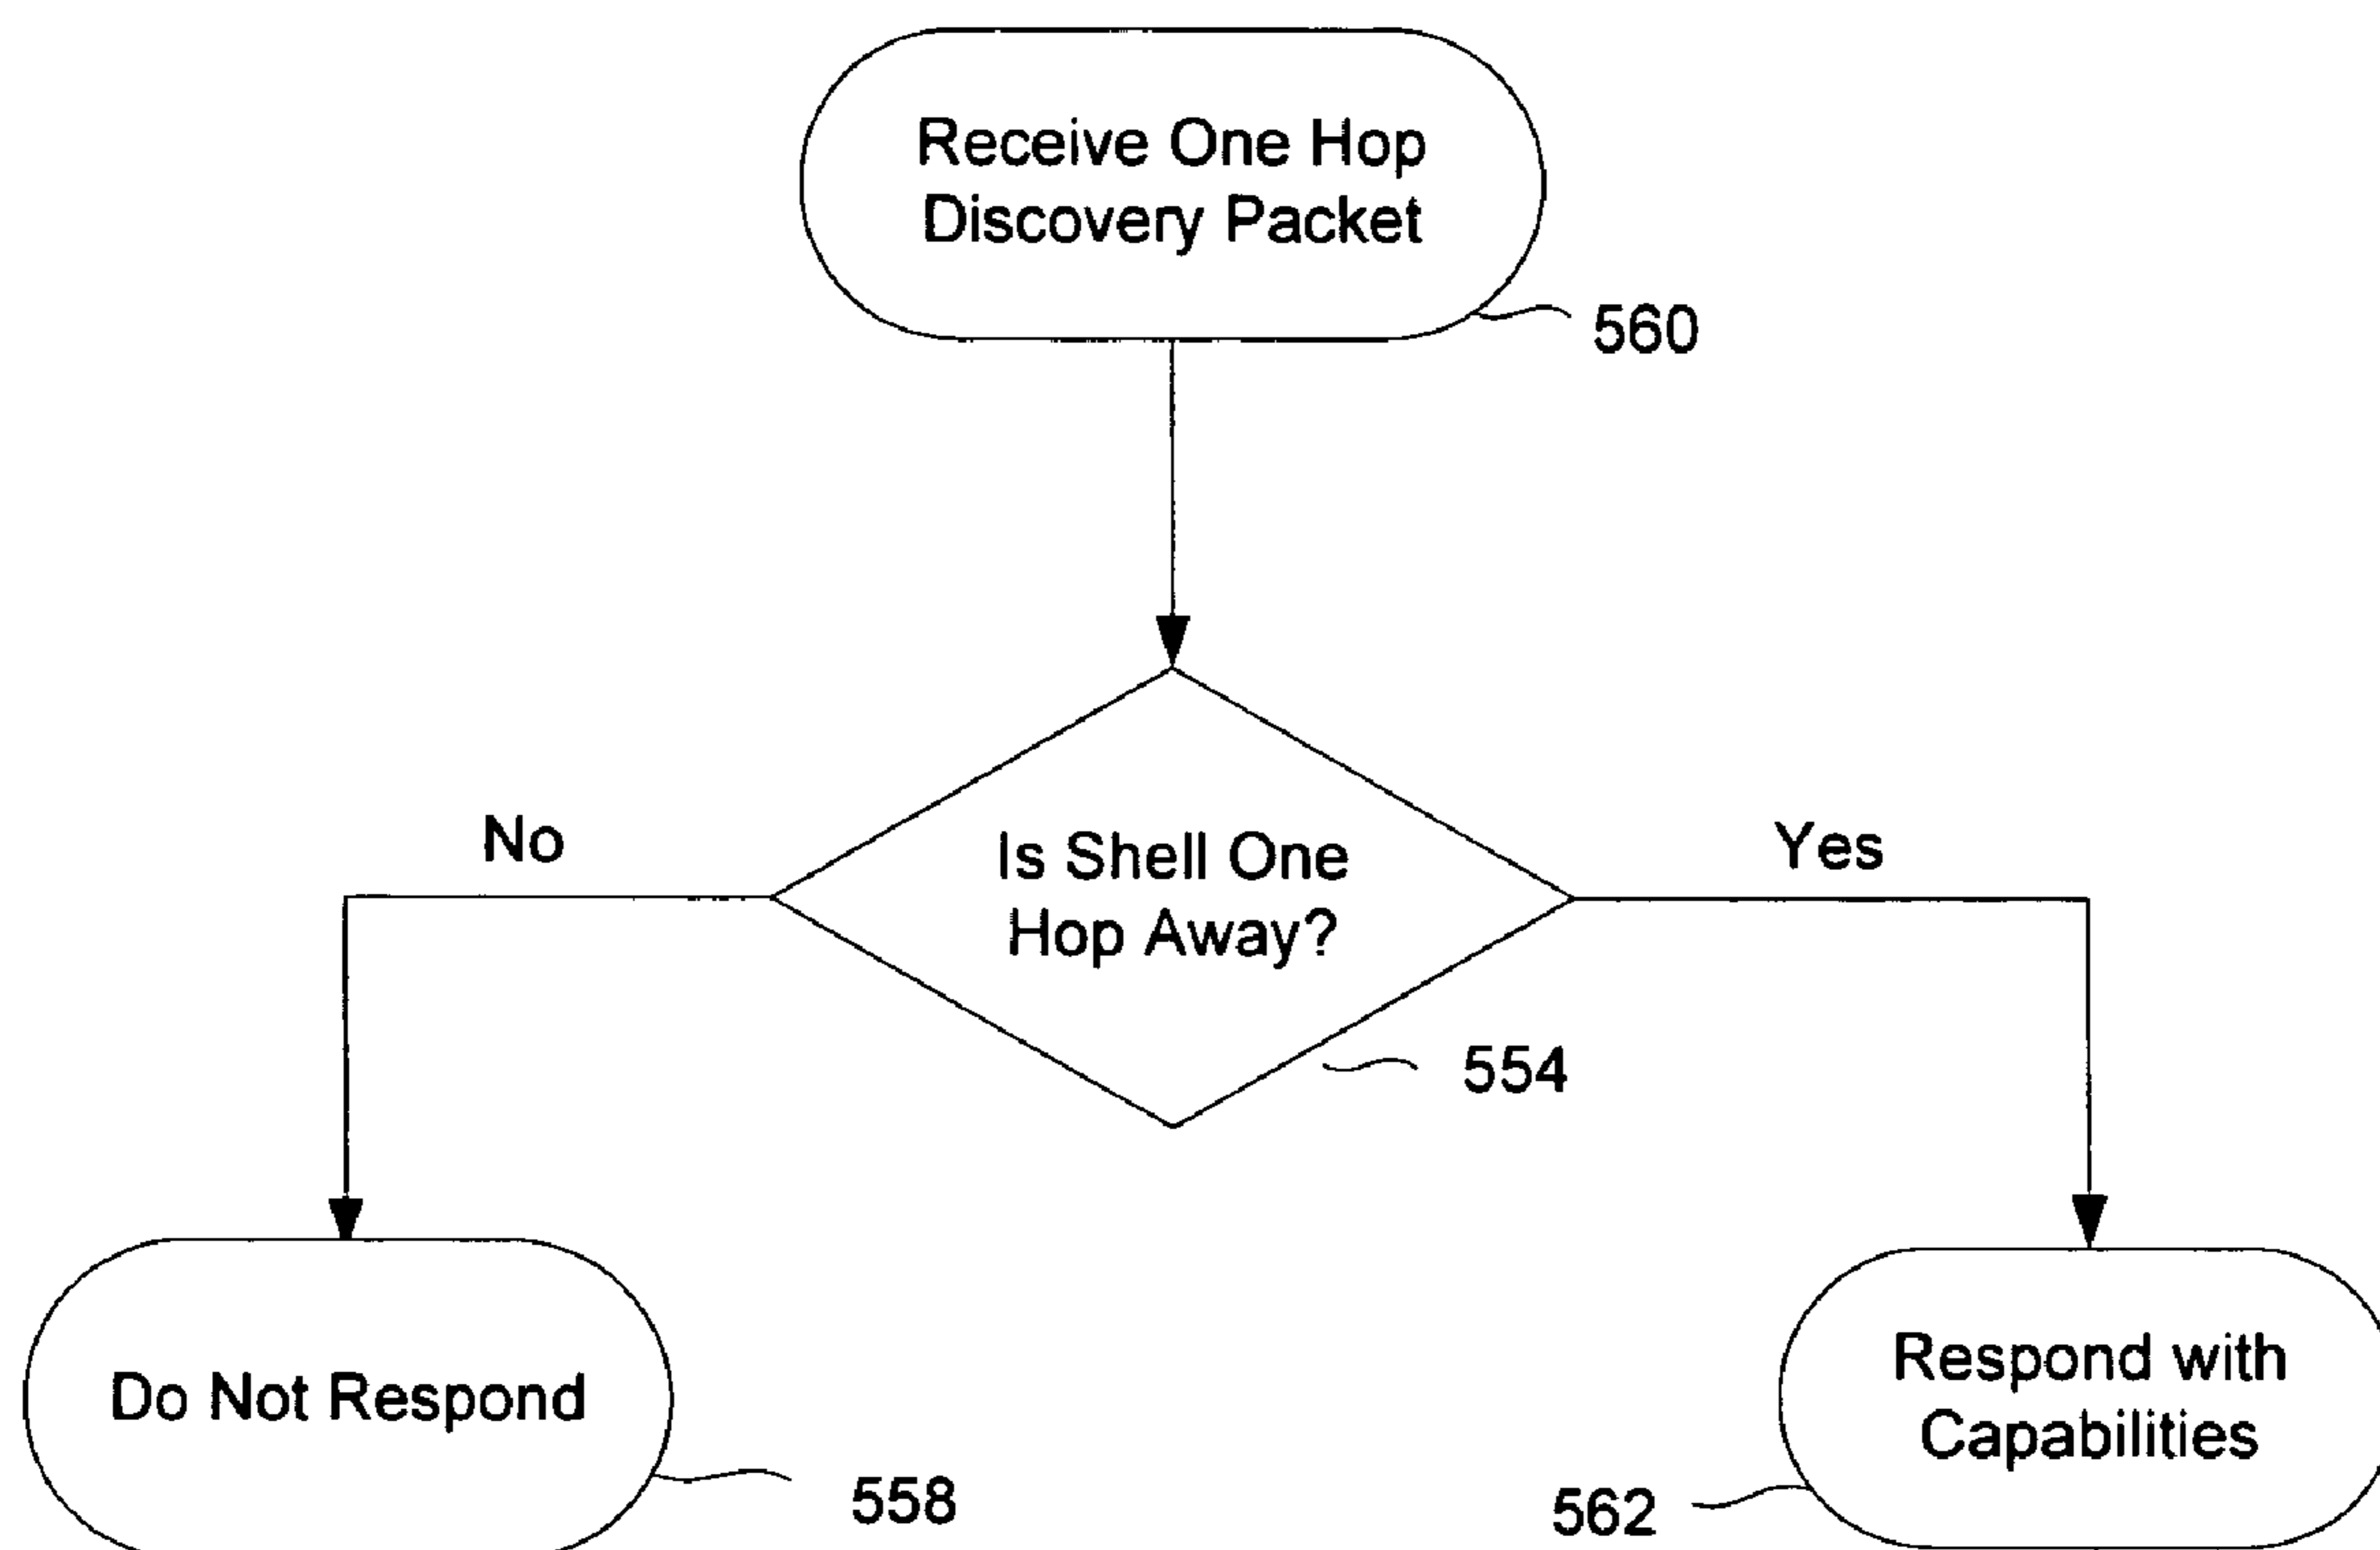 Receive One Hop
Discovery Packet
560
Is Shell One
Hop Away?
No
Yes
554
Do Not Respond
558
Respond with
Capabilities
562